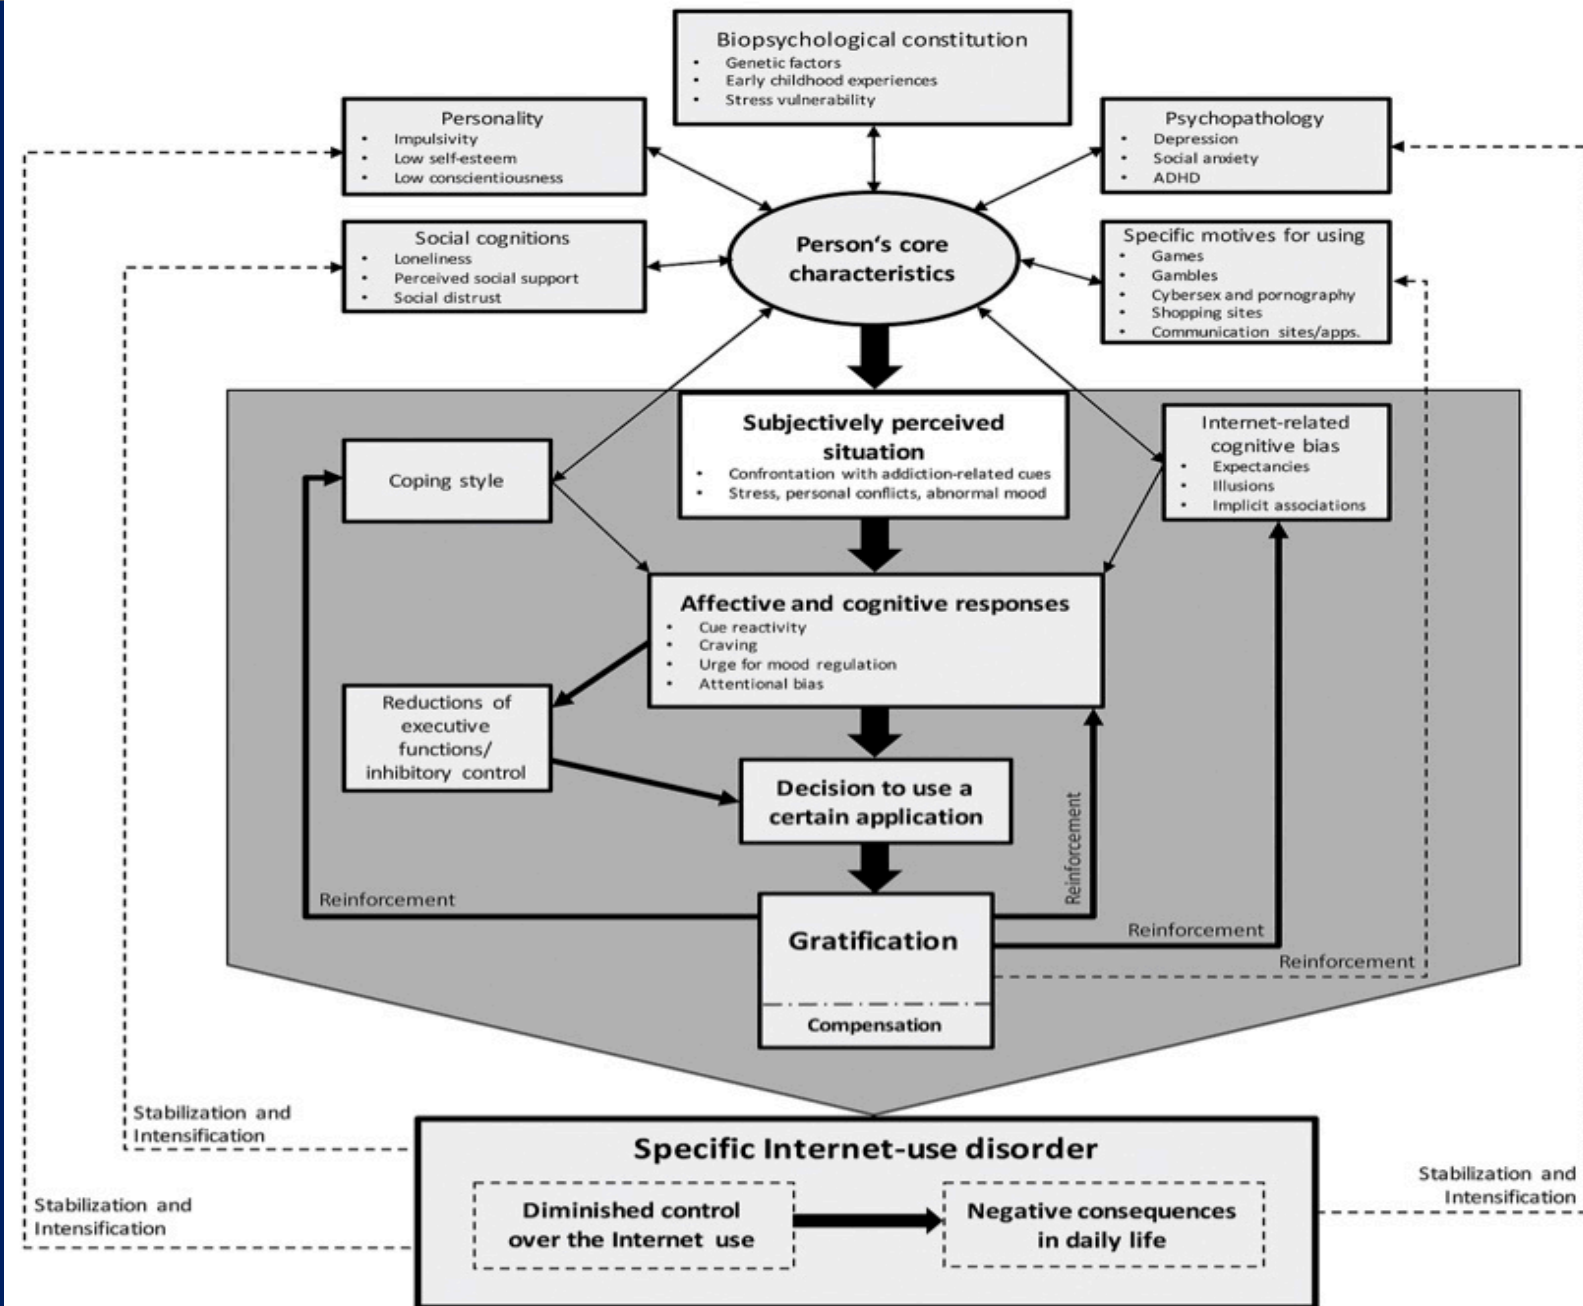 Biopsychological constitution
• Genetic factors
• Early childhood experiences
• Stress vulnerability
Personality
• Impulsivity
• Low self-esteem
• Low conscientiousness
Psychopathology
• Depression
• Social anxiety
• ADHD
Social cognitions
• Loneliness
• Perceived social support
• Social distrust
Person‘s core
characteristics
Specific motives for using
• Games
• Gambles
• Cybersex and pornography
• Shopping sites
• Communication sites/apps.
Subjectively perceived
situation
• Confrontation with addiction-related cues
• Stress, personal conflicts, abnormal mood
Coping style
Internet-related
cognitive bias
• Expectancies
• Illusions
• Implicit associations
Affective and cognitive responses
• Cue reactivity
• Craving
• Urge for mood regulation
• Attentional bias
Reductions of
executive
functions/
inhibitory control
Decision to use a
certain application
Reinforcement
Reinforcement
Gratification
Reinforcement
Reinforcement
Compensation
Stabilization and
Intensification
Specific Internet-use disorder
Stabilization and
Intensification
Stabilization and
Intensification
Diminished control
over the Internet use
Negative consequences
in daily life